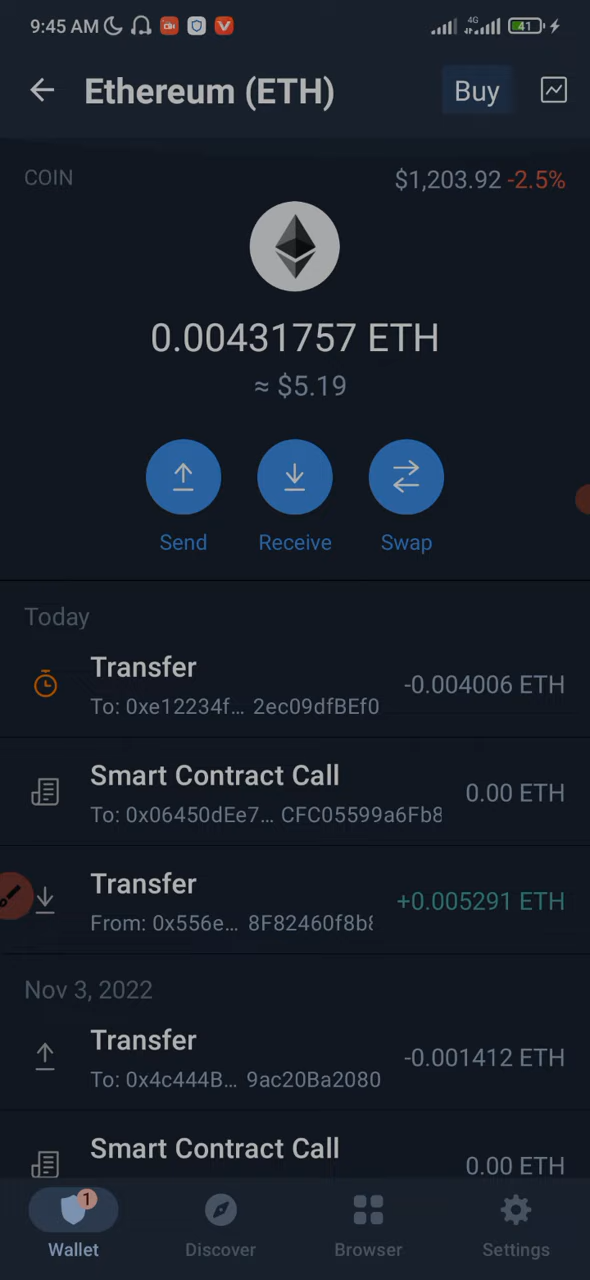 9:45 AM 4G 41
Ethereum (ETH) Buy
COIN $1,203.92 -2.5%
0.00431757 ETH
≈ $5.19
Send Receive Swap
Today
Transfer
-0.004006 ETH
To: 0xe12234f... 2ec09dfBEf0
Smart Contract Call
0.00 ETH
To: 0x06450dEe7... CFC05599a6Fb8
Transfer
+0.005291 ETH
From: 0x556e... 8F82460f8b
Nov 3, 2022
Transfer
-0.001412 ETH
To: 0x4c444B... 9ac20Ba2080
Smart Contract Call
0.00 ETH
1
Wallet Discover Browser Settings